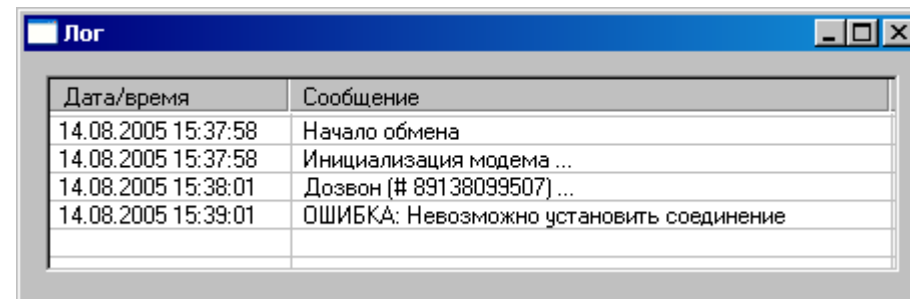 Лог
Дата/время Сообщение
14.08.2005 15:37:58 Начало обмена
14.08.2005 15:37:58 Инициализация модема ...
14.08.2005 15:38:01 Дозвон (# 89138099507) ...
14.08.2005 15:39:01 ОШИБКА: Невозможно установить соединение